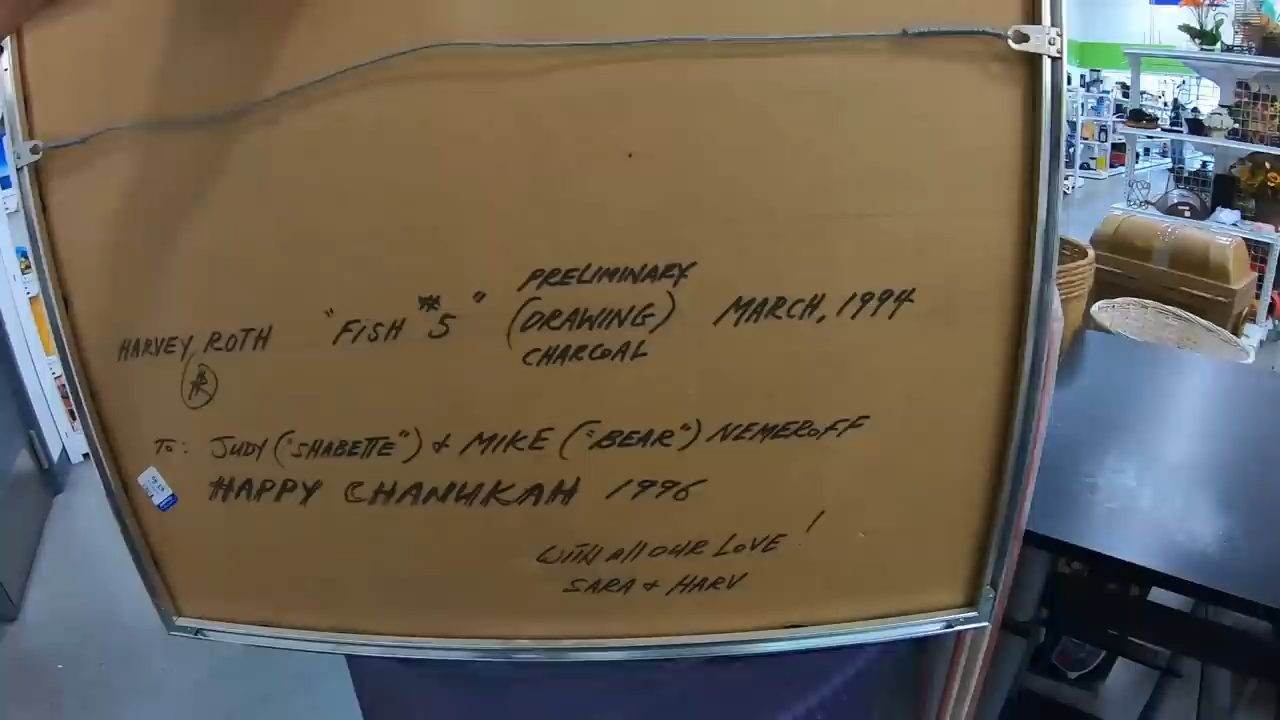 HARVEY, ROTH "FISH #5" PRELIMINARY (DRAWING) CHARCOAL MARCH, 1994
TO: JUDY ("SHABETTE") & MIKE ("BEAR") NEMEROFF
HAPPY CHANUKAH 1996
WITH All OUR LOVE!
SARA & HARV